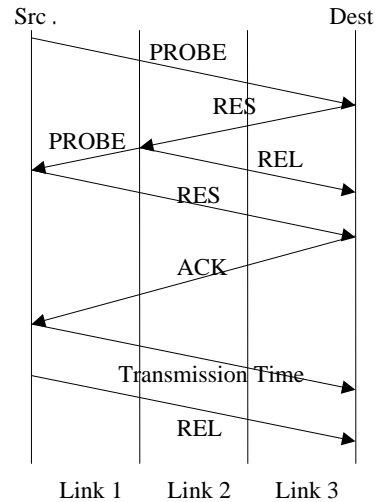 Src . Dest
PROBE
RES
PROBE
REL
RES
ACK
Transmission Time
REL
Link 1 Link 2 Link 3